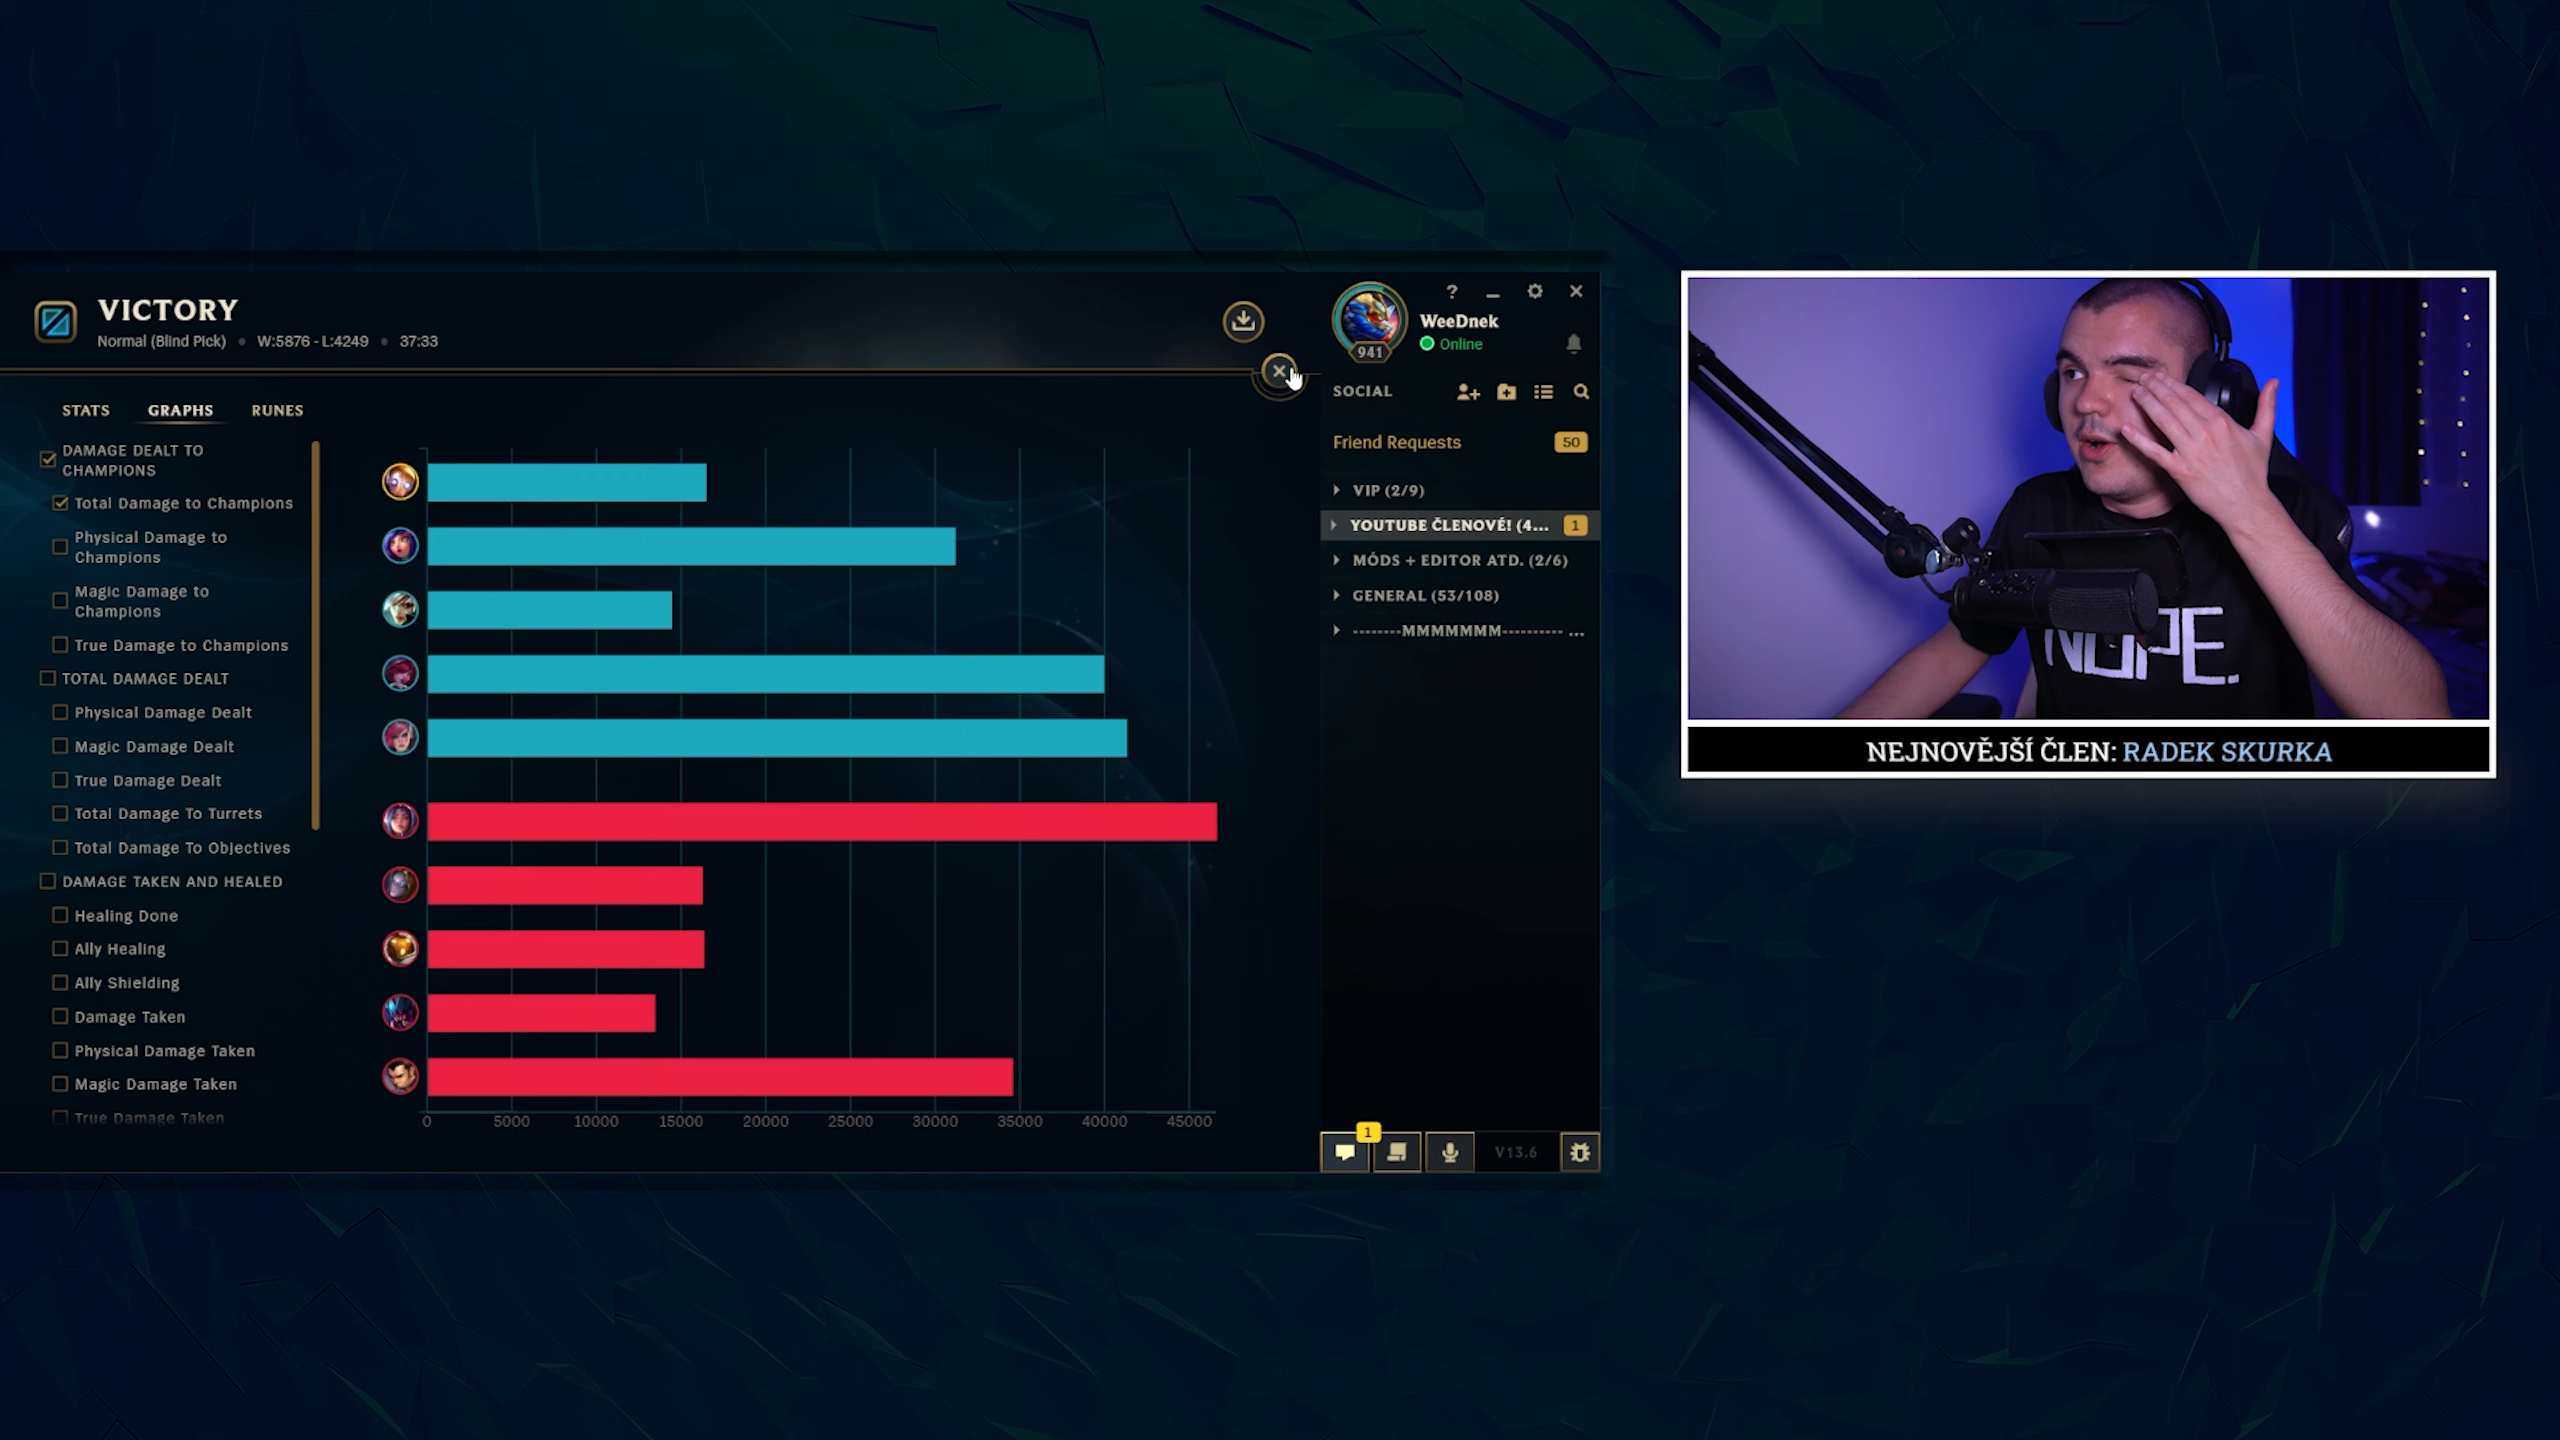 VICTORY
Normal (Blind Pick) • W:5876 - L:4249 • 37:33
STATS GRAPHS RUNES
DAMAGE DEALT TO
CHAMPIONS
Total Damage to Champions
Physical Damage to
Champions
Magic Damage to
Champions
True Damage to Champions
TOTAL DAMAGE DEALT
Physical Damage Dealt
Magic Damage Dealt
True Damage Dealt
Total Damage To Turrets
Total Damage To Objectives
DAMAGE TAKEN AND HEALED
Healing Done
Ally Healing
Ally Shielding
Damage Taken
Physical Damage Taken
Magic Damage Taken
True Damage Taken
0 5000 10000 15000 20000 25000 30000 35000 40000 45000
?
WeeDnek
941
Online
SOCIAL
Friend Requests 50
VIP (2/9)
YOUTUBE ČLENOVÉ! (4... 1
MÓDS + EDITOR ATD. (2/6)
GENERAL (53/108)
--------MMMMMMM---------- ...
1
V13.6
NOPE.
NEJNOVĚJŠÍ ČLEN: RADEK SKURKA